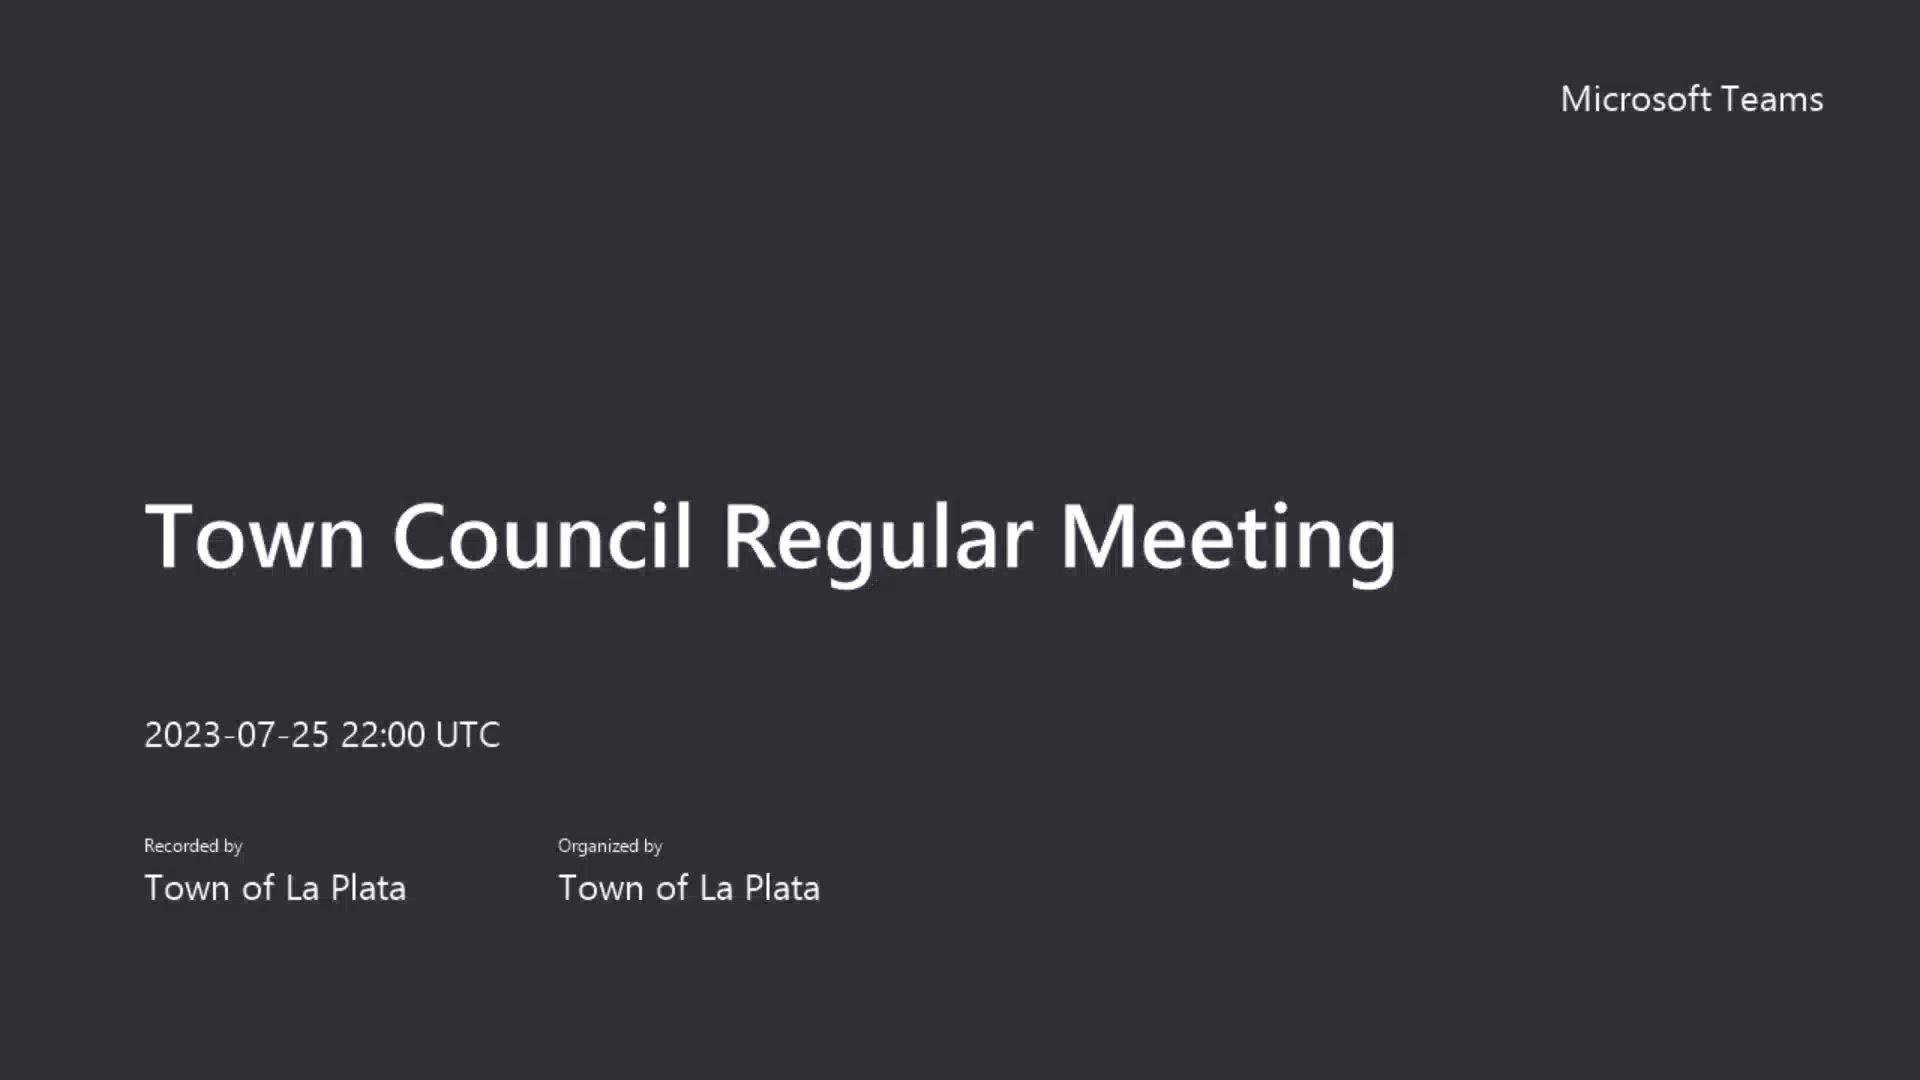 Microsoft Teams
Town Council Regular Meeting
2023-07-25 22:00 UTC
Recorded by
Town of La Plata
Organized by
Town of La Plata